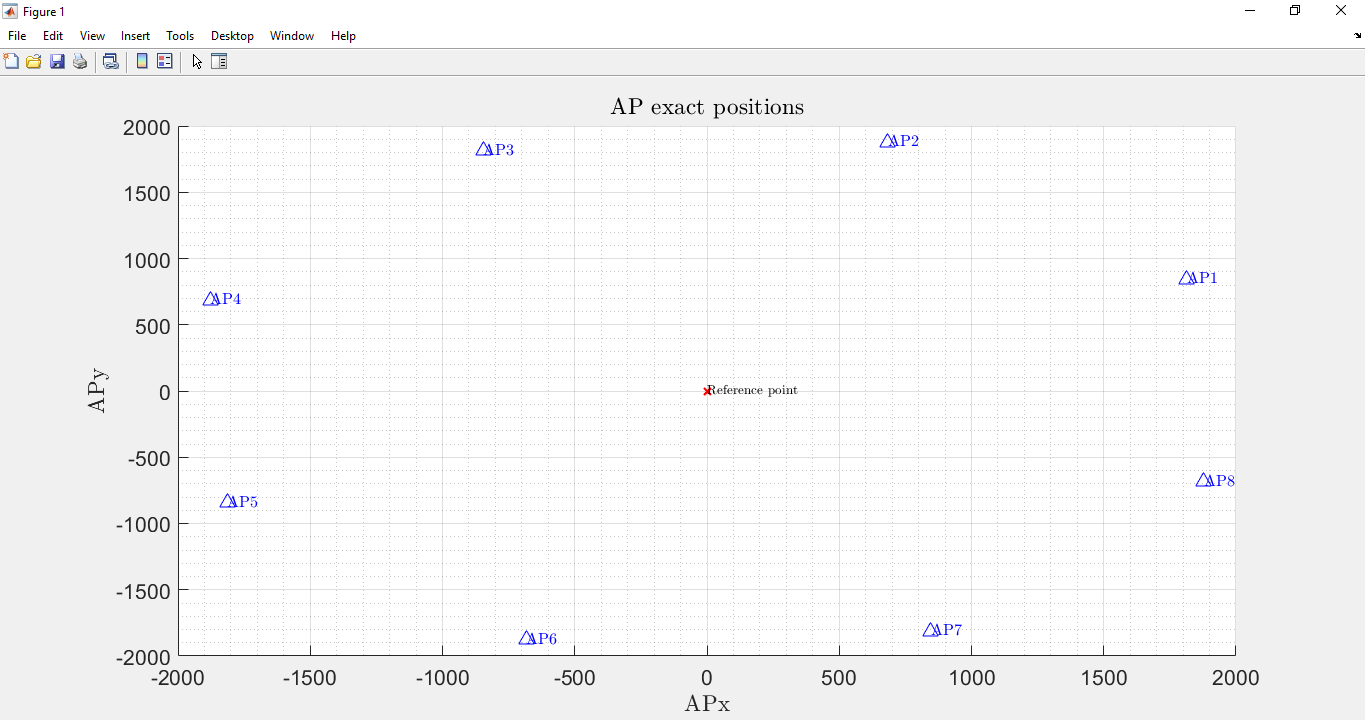 Figure 1
File Edit View Insert Tools Desktop Window Help
AP exact positions
2000
1500
1000
500
0
-500
-1000
-1500
-2000
APy
AP3
AP2
AP1
AP4
Reference point
AP8
AP5
AP7
AP6
-2000 -1500 -1000 -500 0 500 1000 1500 2000
APx